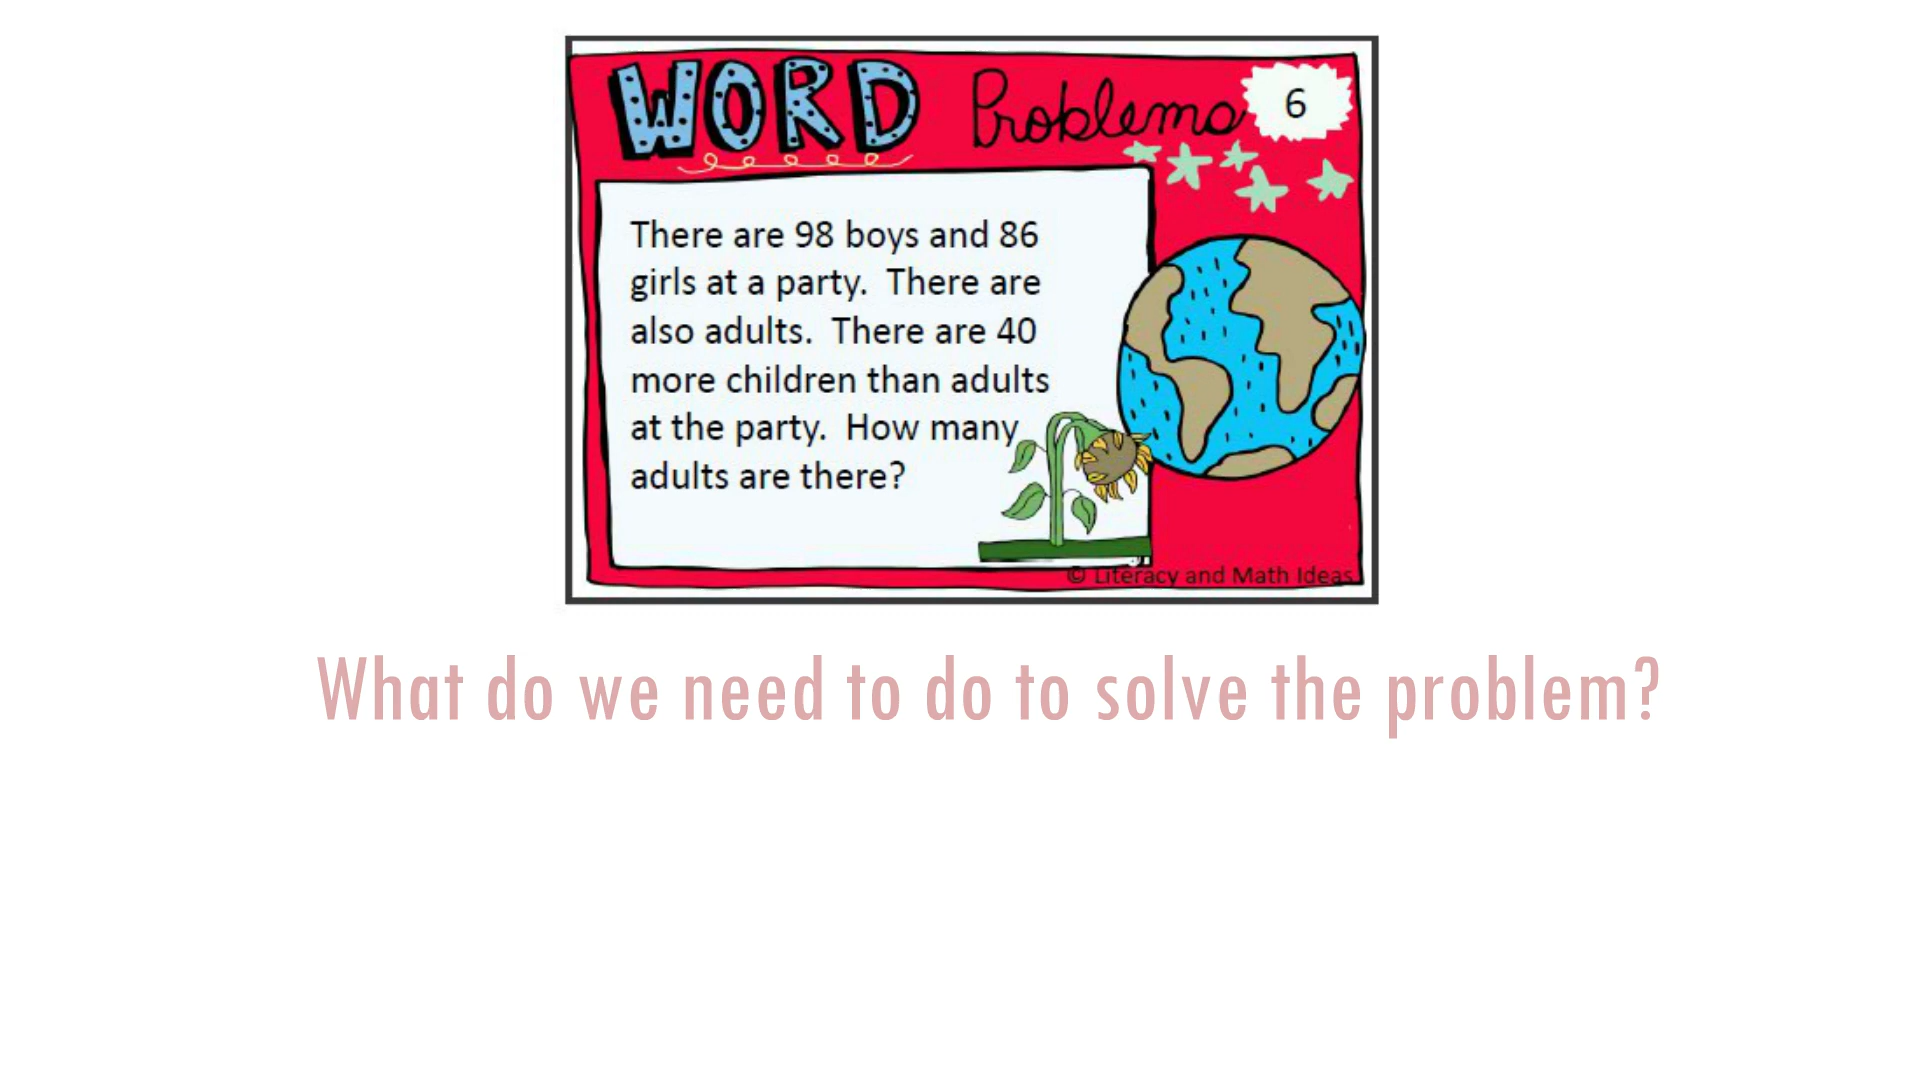 WORD Problems 6
There are 98 boys and 86
girls at a party. There are
also adults. There are 40
more children than adults
at the party. How many
adults are there?
© Literacy and Math Ideas
What do we need to do to solve the problem?